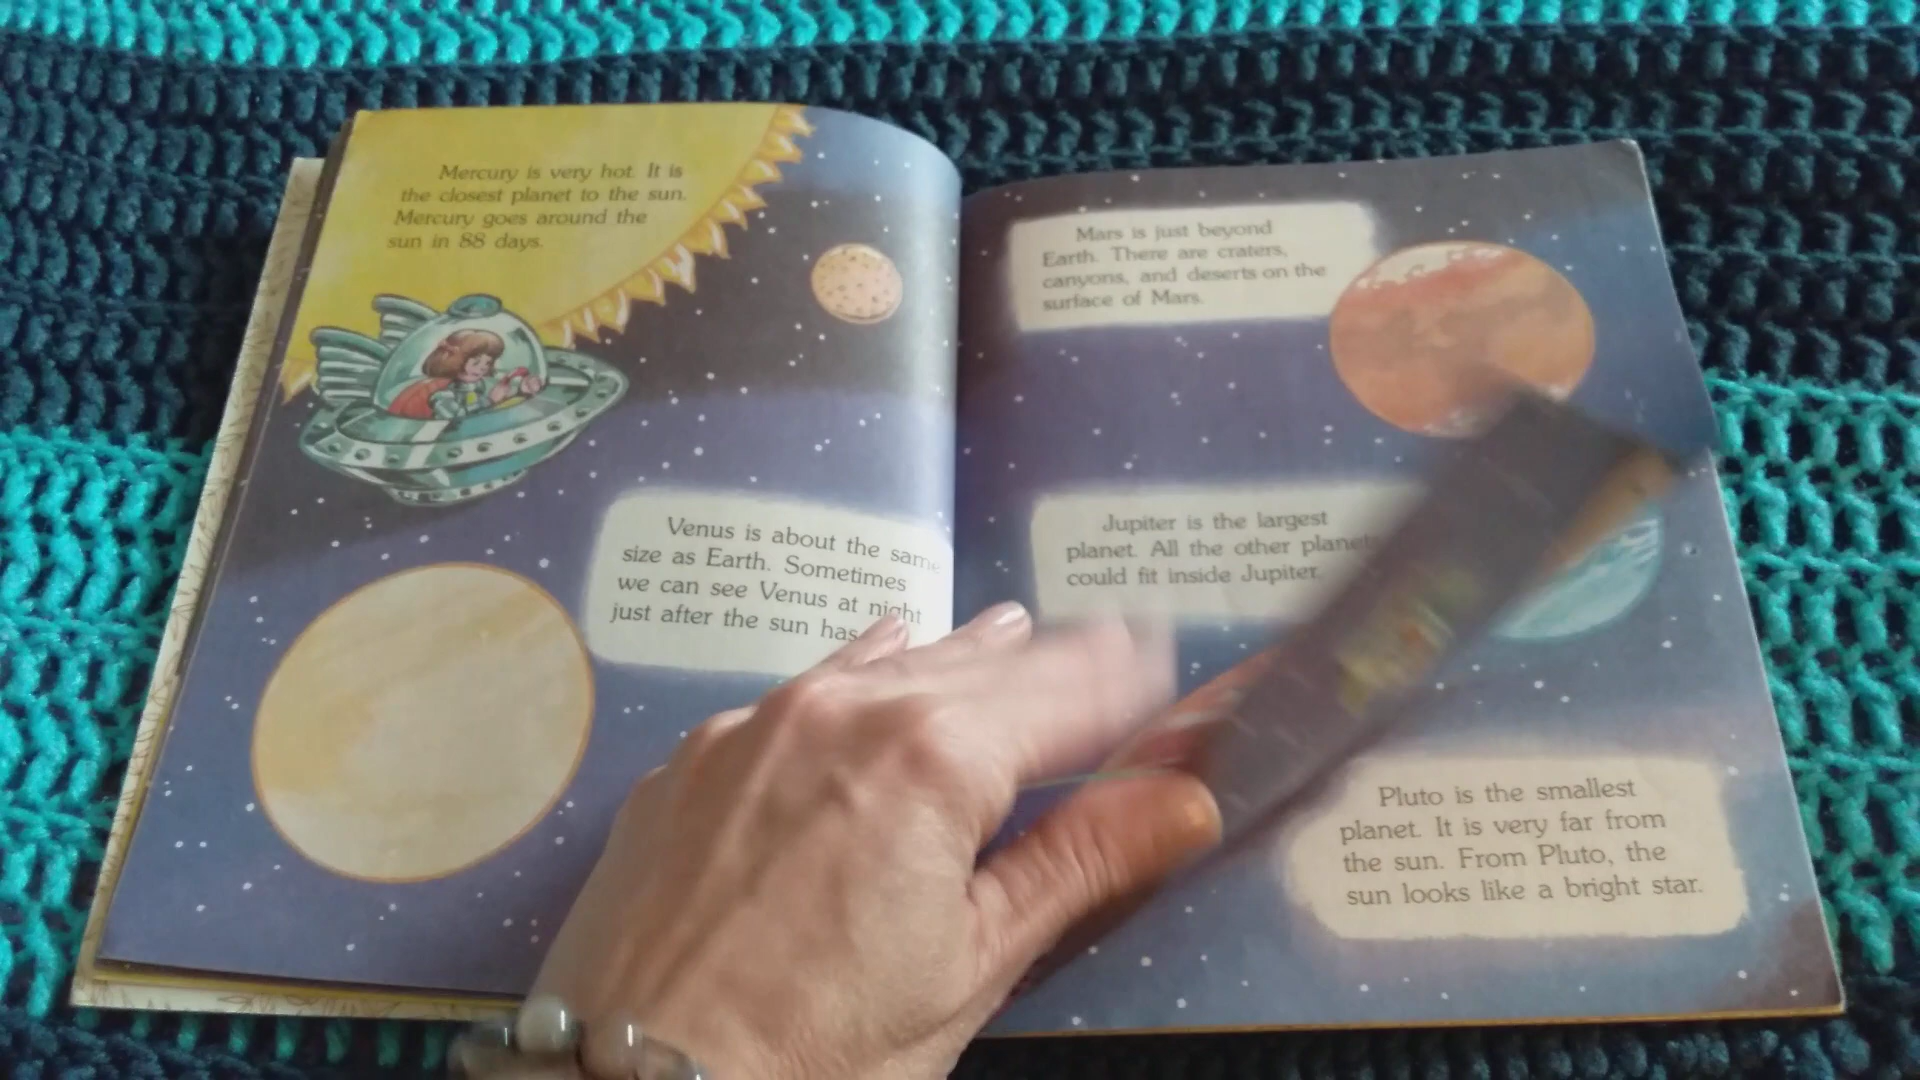 Mercury is very hot. It is
the closest planet to the sun.
Mercury goes around the
sun in 88 days.
Venus is about the same
size as Earth. Sometimes
we can see Venus at night
just after the sun has
Mars is just beyond
Earth. There are craters,
canyons, and deserts on the
surface of Mars.
Jupiter is the largest
planet. All the other planet
could fit inside Jupiter.
Pluto is the smallest
planet. It is very far from
the sun. From Pluto, the
sun looks like a bright star.